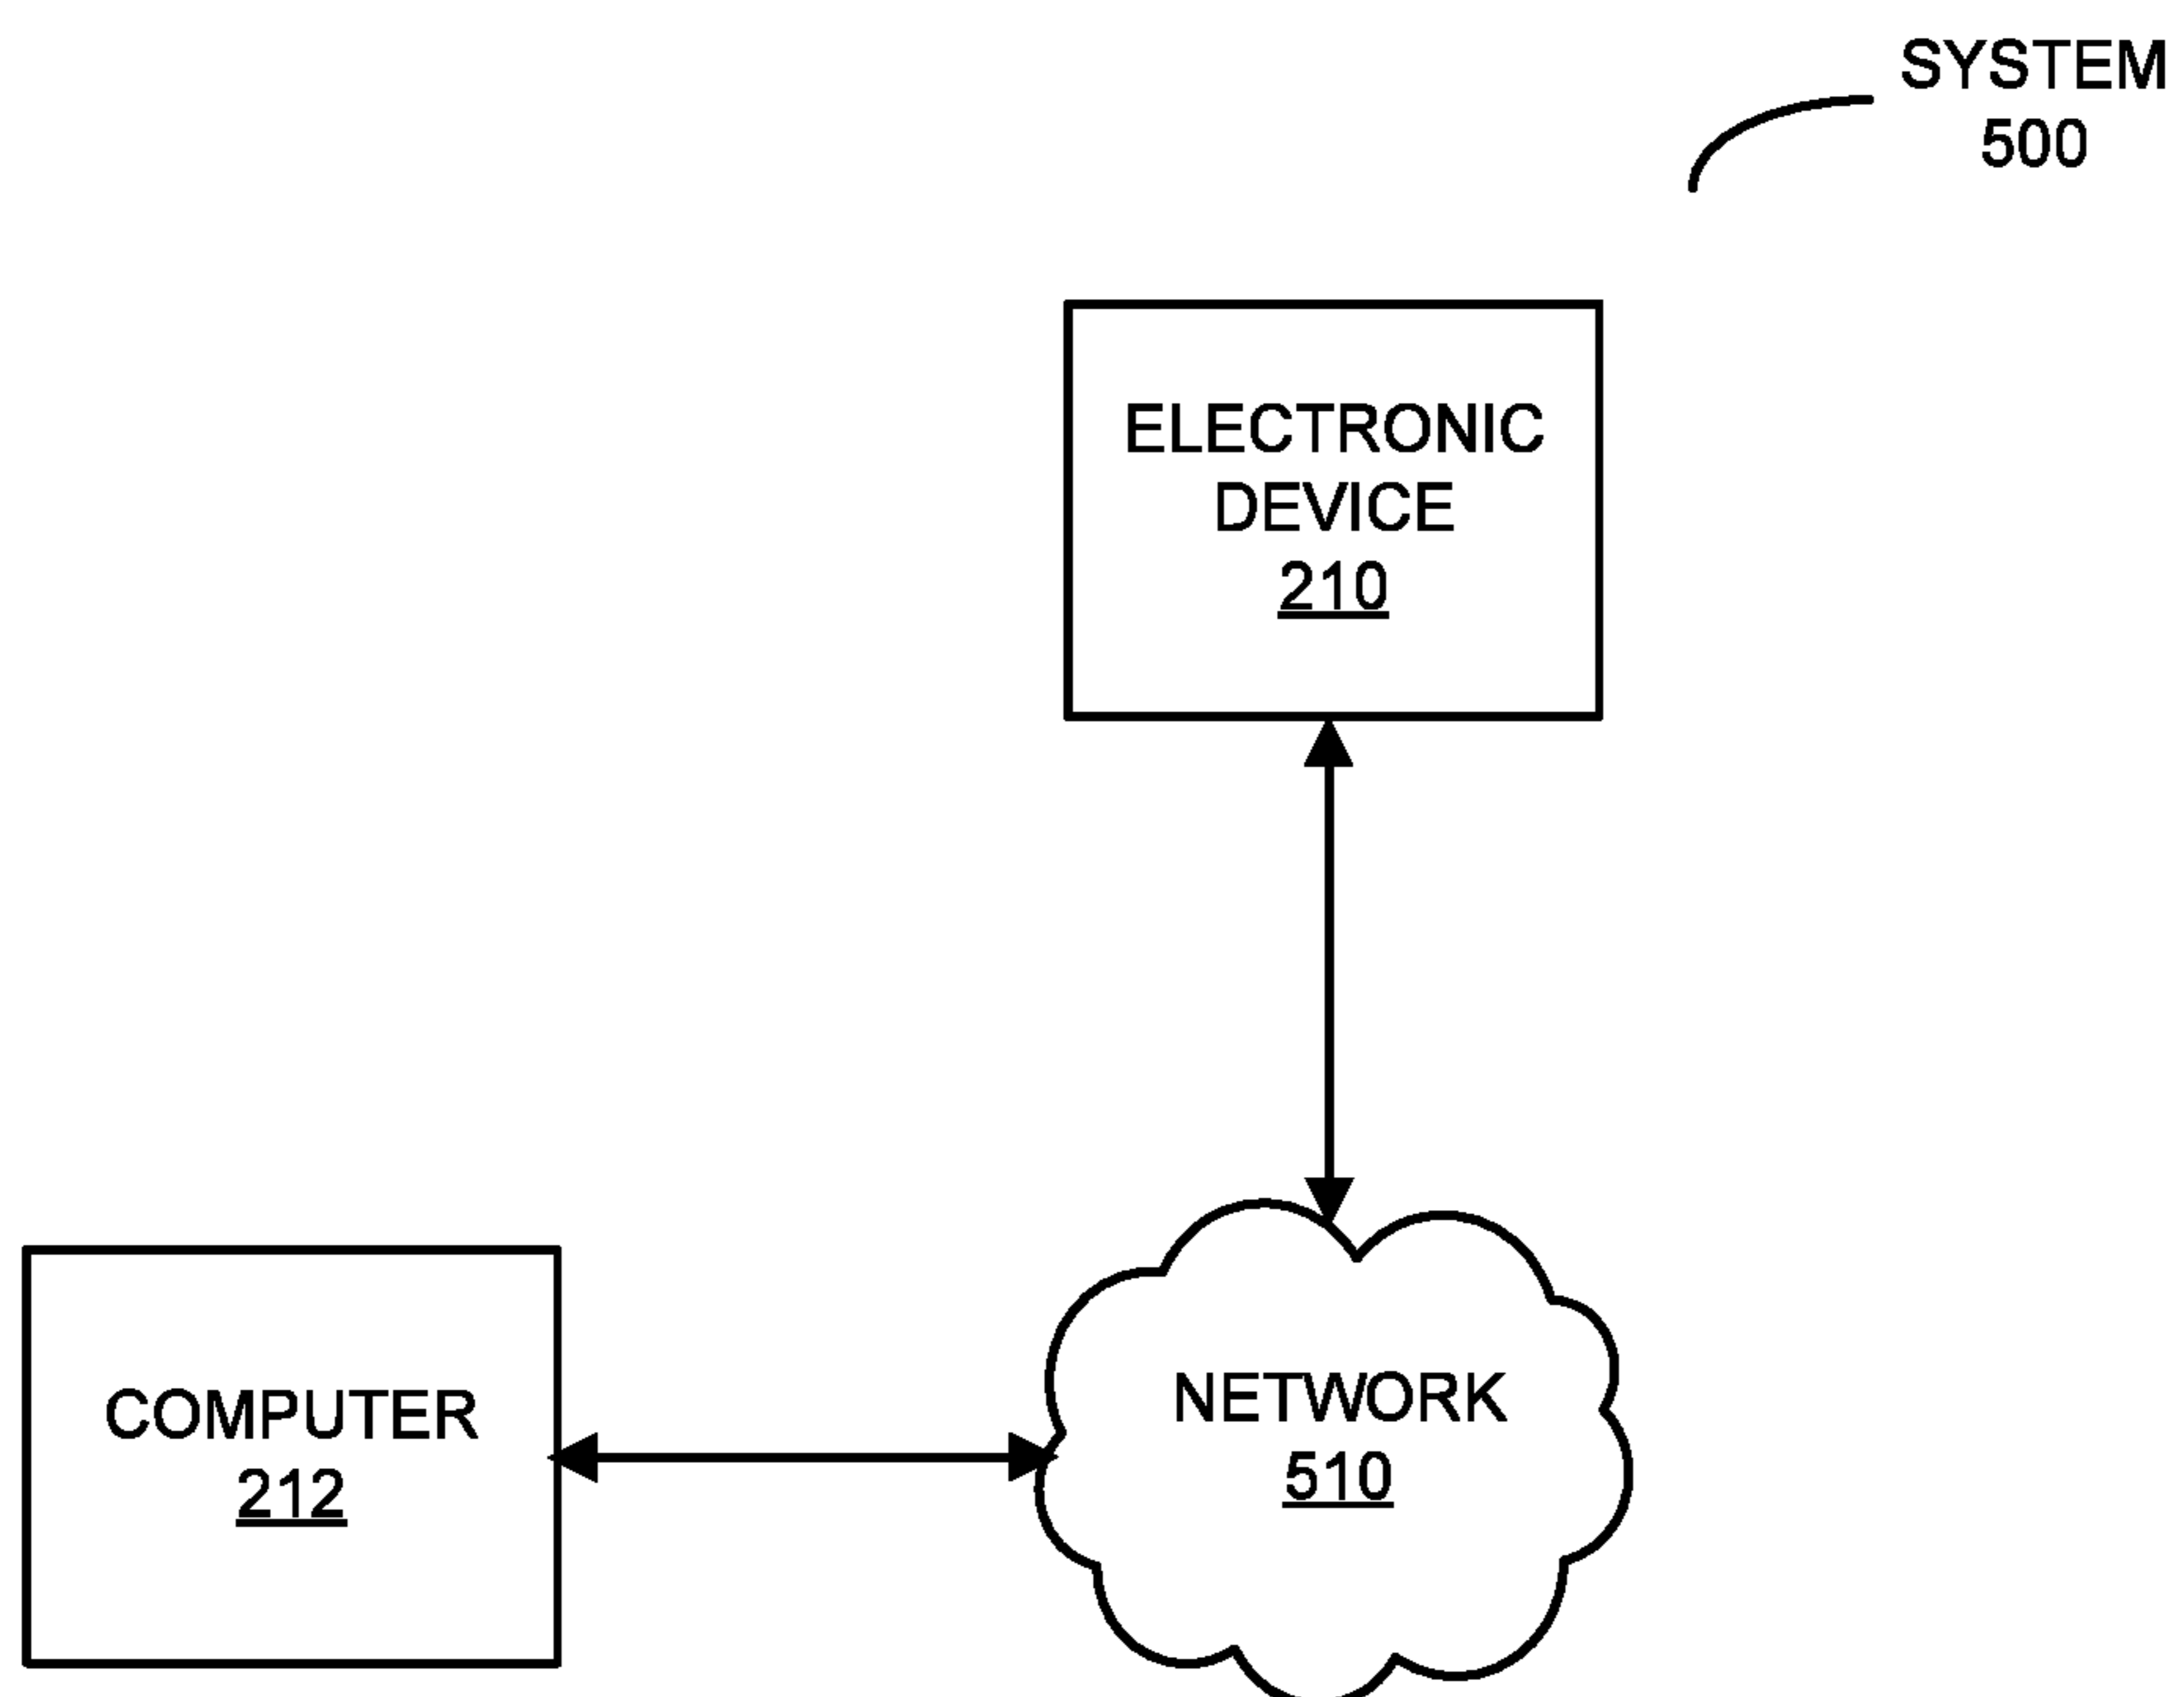 SYSTEM
500
ELECTRONIC
DEVICE
210
COMPUTER
212
NETWORK
510